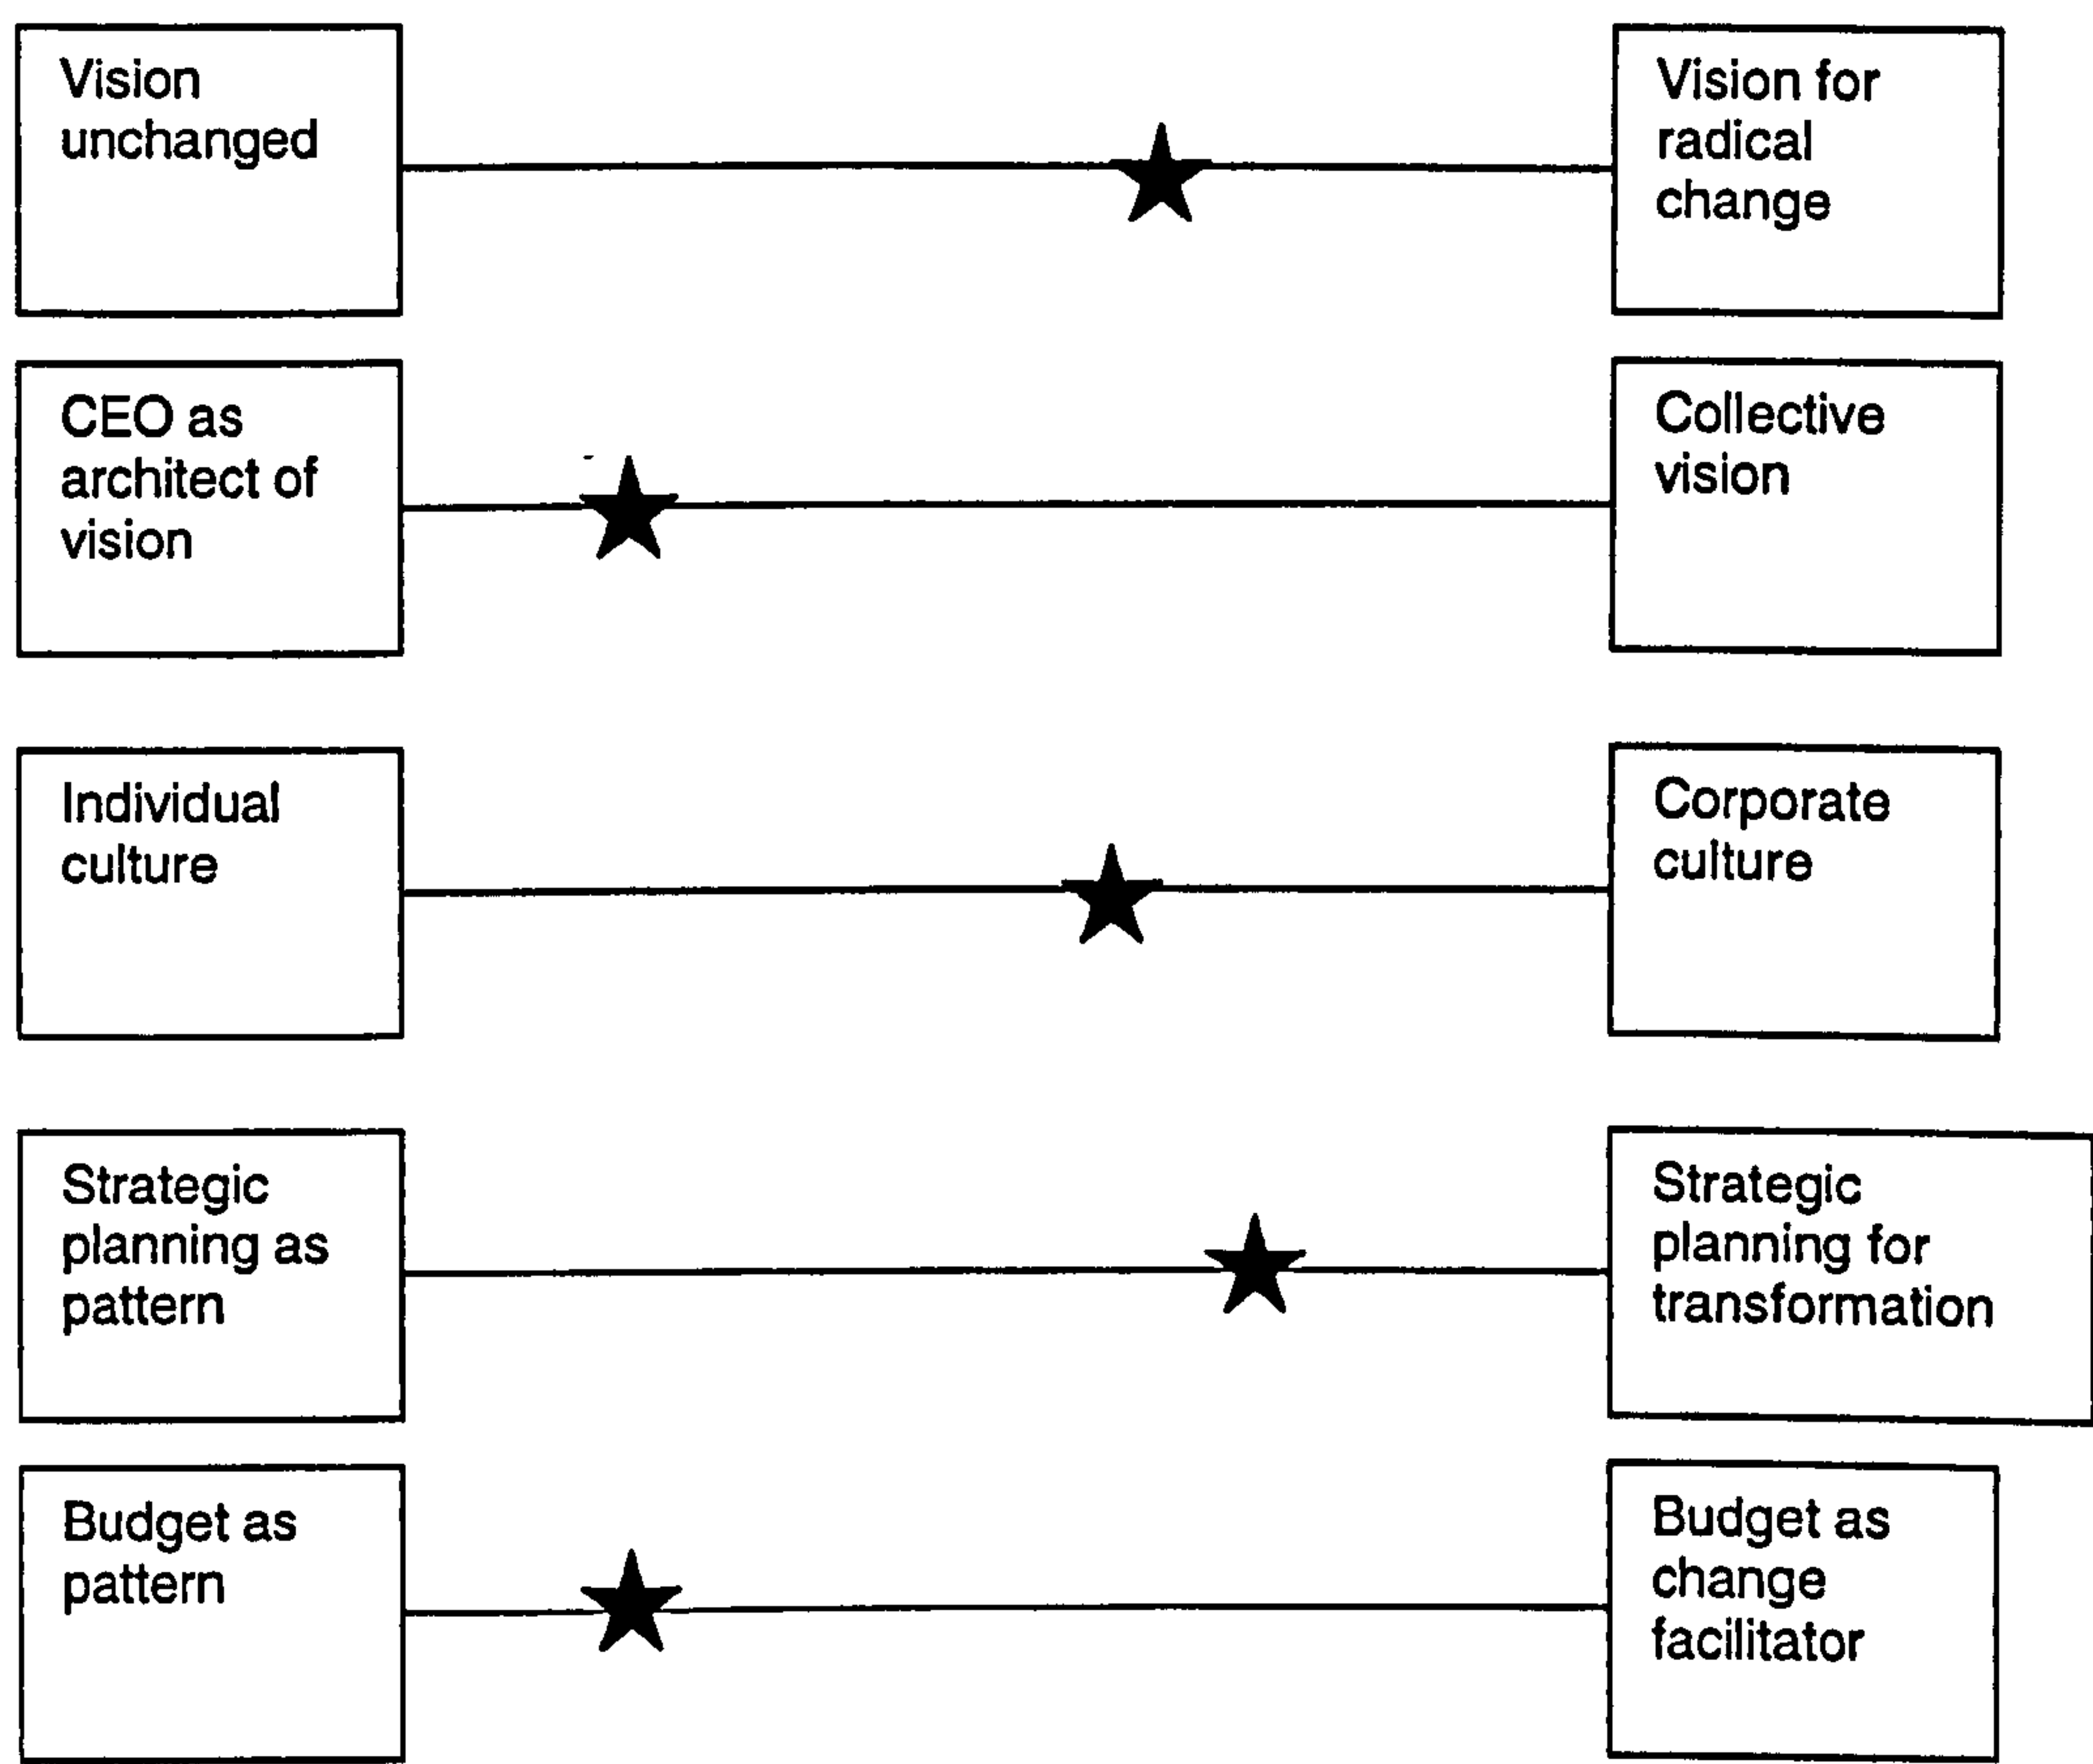 Vision
unchanged
Vision for
radical
change
CEO as
architect of
vision
Collective
vision
Individual
culture
Corporate
culture
Strategic
planning as
pattern
Strategic
planning for
transformation
Budget as
pattern
Budget as
change
facilitator